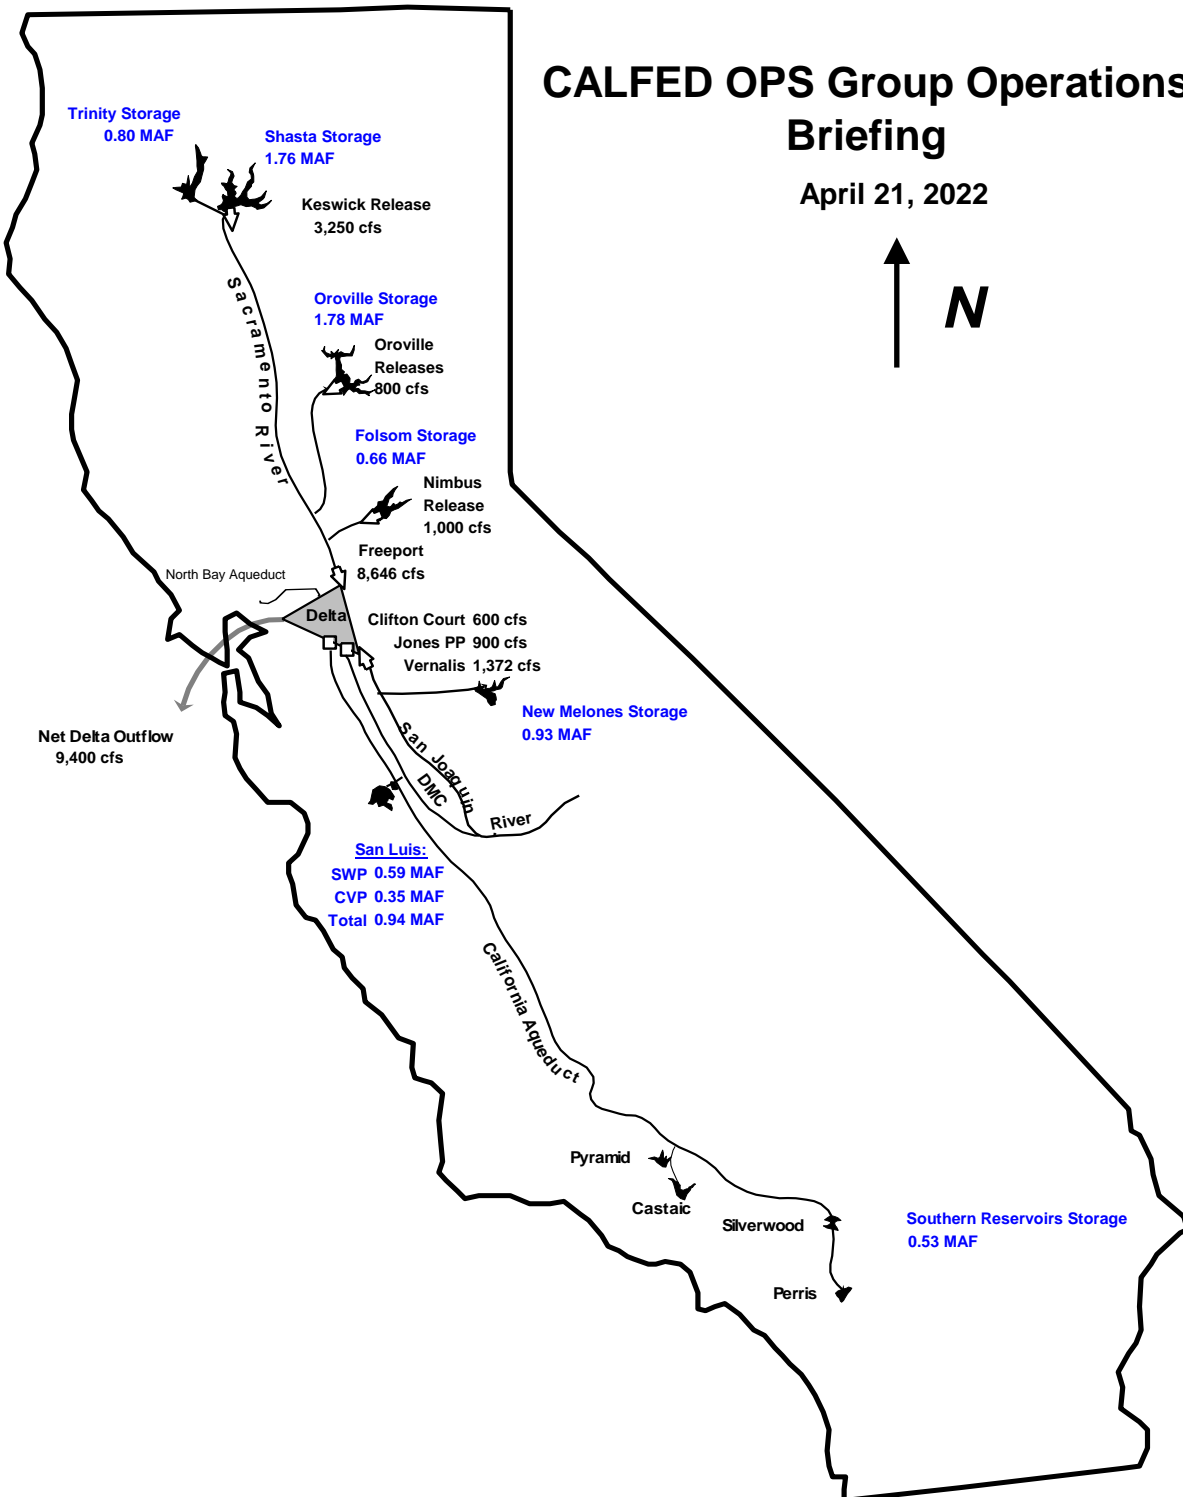 CALFED OPS Group Operations
Briefing
April 21, 2022
N
Trinity Storage
0.80 MAF
Shasta Storage
1.76 MAF
Keswick Release
3,250 cfs
Sacramento River
Oroville Storage
1.78 MAF
Oroville
Releases
800 cfs
Folsom Storage
0.66 MAF
Nimbus
Release
1,000 cfs
Freeport
8,646 cfs
North Bay Aqueduct
Delta
Clifton Court 600 cfs
Jones PP 900 cfs
Vernalis 1,372 cfs
New Melones Storage
0.93 MAF
Net Delta Outflow
9,400 cfs
San Joaquin
River
DMC
San Luis:
SWP 0.59 MAF
CVP 0.35 MAF
Total 0.94 MAF
California Aqueduct
Pyramid
Castaic
Silverwood
Southern Reservoirs Storage
0.53 MAF
Perris